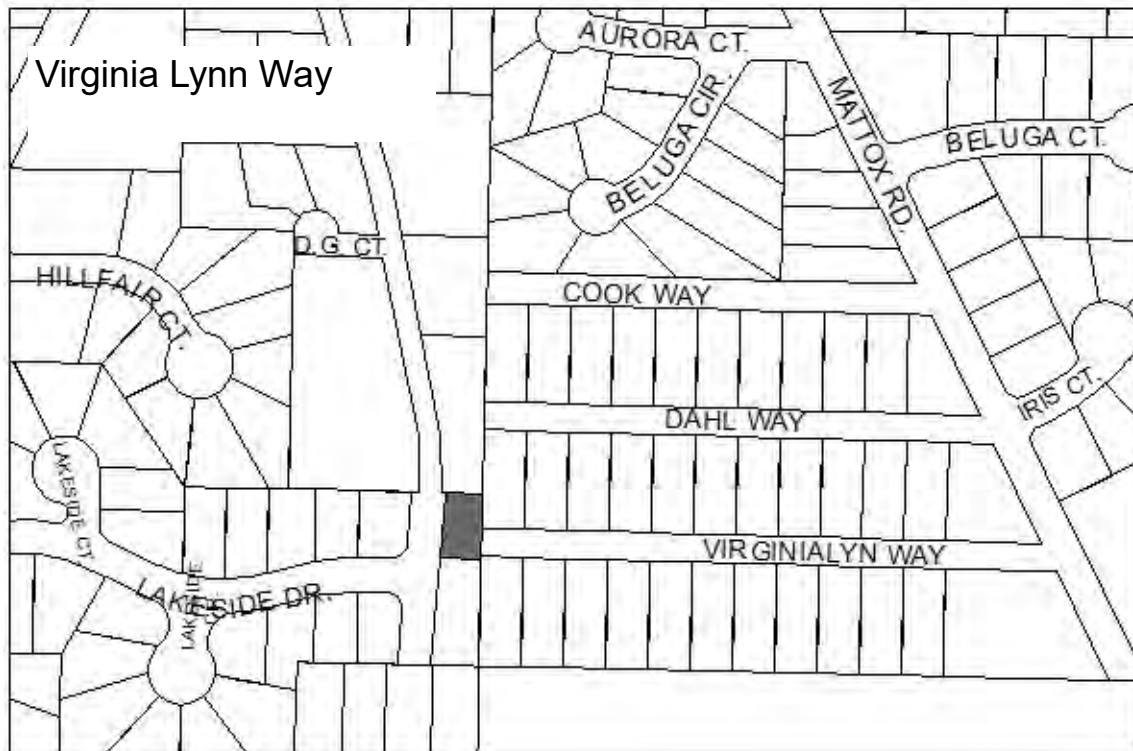 Virginia Lynn Way
AURORA CT.
BELUGA CIR.
MATTOX RD.
BELUGA CT.
D.G. CT.
HILLFAIR CT.
COOK WAY
DAHL WAY
IRIS CT.
LAKESIDE CT
VIRGINIALYN WAY
LAKESIDE
LAKESIDE DR.